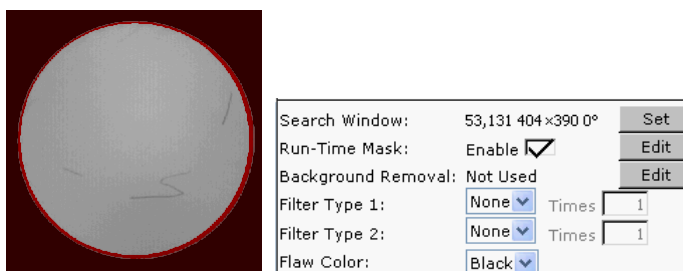 Search Window: 53,131 404×390 0° Set
Run-Time Mask: Enable Edit
Background Removal: Not Used Edit
Filter Type 1: None Times 1
Filter Type 2: None Times 1
Flaw Color: Black